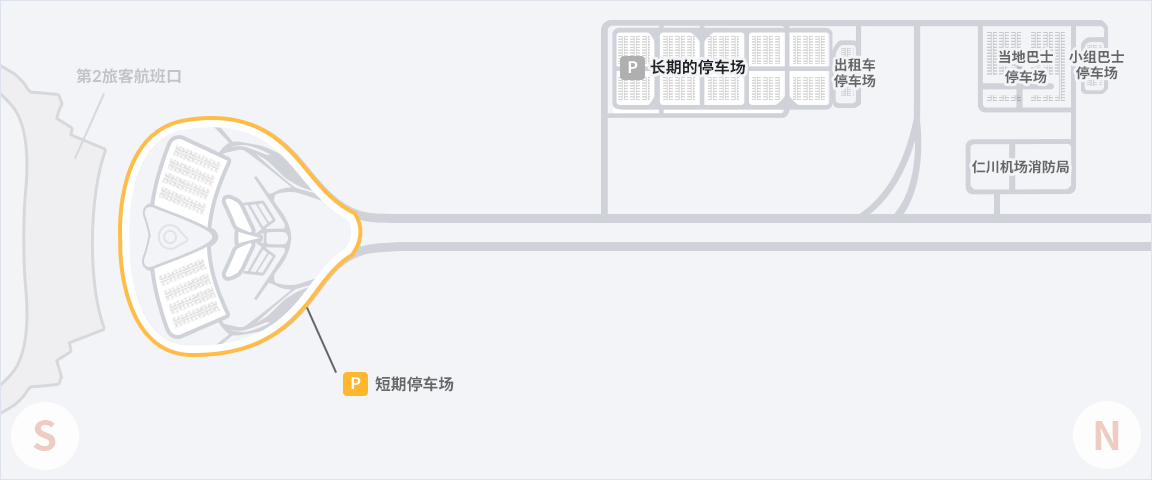 第2旅客航班口
P 长期的停车场
出租车
停车场
当地巴士
停车场
小组巴士
停车场
仁川机场消防局
P 短期停车场
S
N